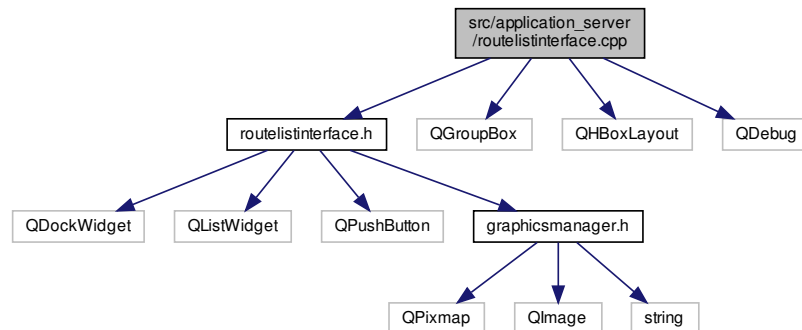 src/application_server
/routelistinterface.cpp
routelistinterface.h
QGroupBox
QHBoxLayout
QDebug
QDockWidget
QListWidget
QPushButton
graphicsmanager.h
QPixmap
QImage
string